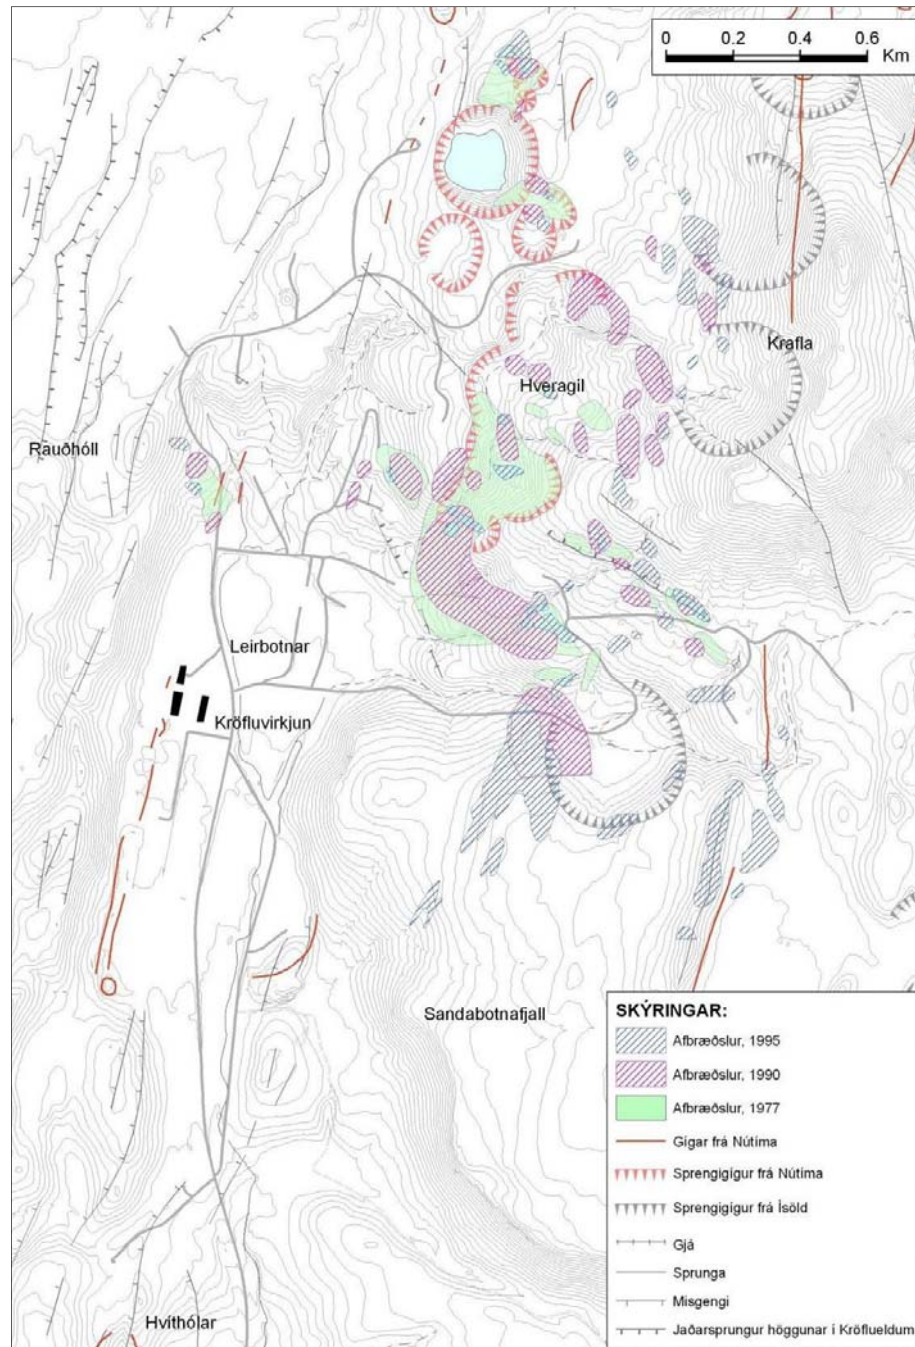 0 0.2 0.4 0.6
Km
Krafla
Hveragil
Rauðhóll
Leirbotnar
Kröfluvirkjun
Sandabotnafjall
Hvíthólar
SKÝRINGAR:
Afbræðslur, 1995
Afbræðslur, 1990
Afbræðslur, 1977
Gígar frá Nútíma
Sprengigígur frá Nútíma
Sprengigígur frá Ísöld
Gjá
Sprunga
Misgengi
Jaðarsprungur höggunar í Kröflueldum